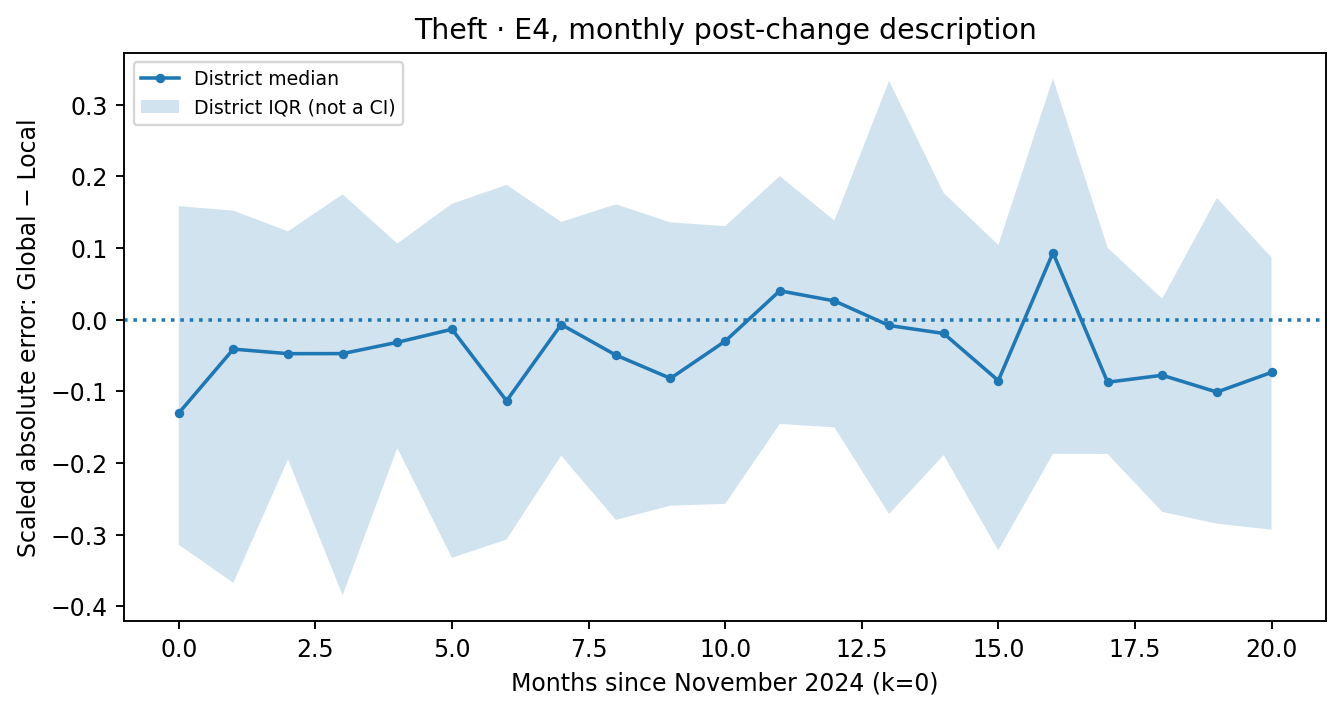 Theft · E4, monthly post-change description
District median
District IQR (not a CI)
Scaled absolute error: Global − Local
0.3
0.2
0.1
0.0
−0.1
−0.2
−0.3
−0.4
0.0 2.5 5.0 7.5 10.0 12.5 15.0 17.5 20.0
Months since November 2024 (k=0)